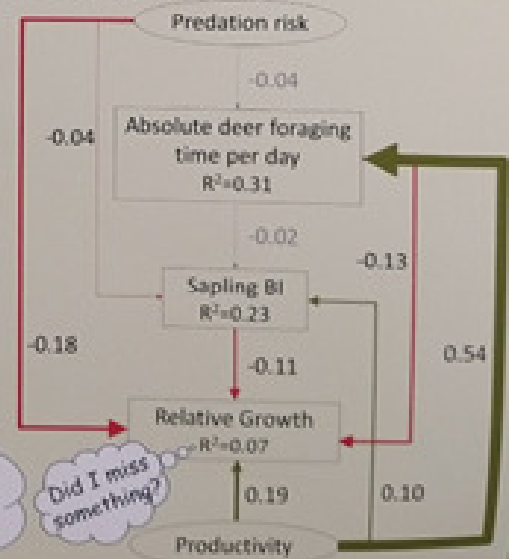 Predation risk
-0.04
-0.04
Absolute deer foraging
time per day
R²=0.31
-0.02
-0.13
Sapling BI
R²=0.23
-0.18
-0.11
0.54
Relative Growth
R²=0.07
Did I miss
something?
0.19
0.10
Productivity